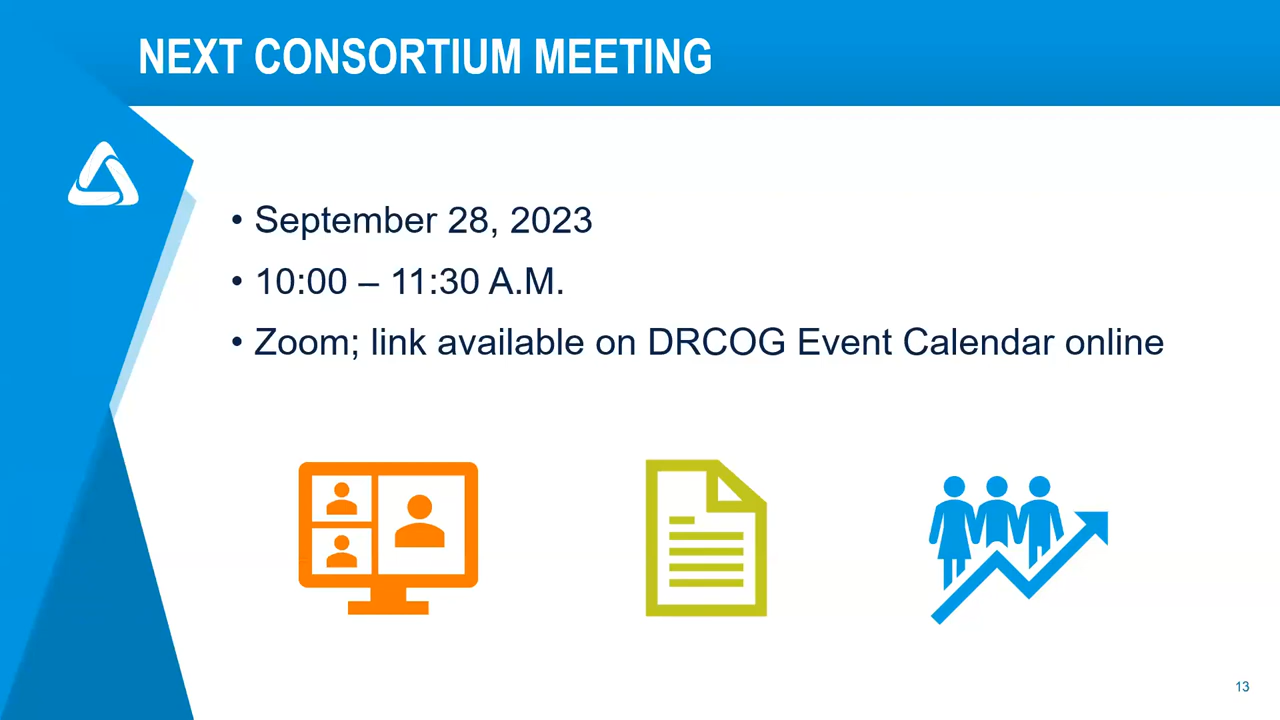 NEXT CONSORTIUM MEETING
• September 28, 2023
• 10:00 – 11:30 A.M.
• Zoom; link available on DRCOG Event Calendar online
13